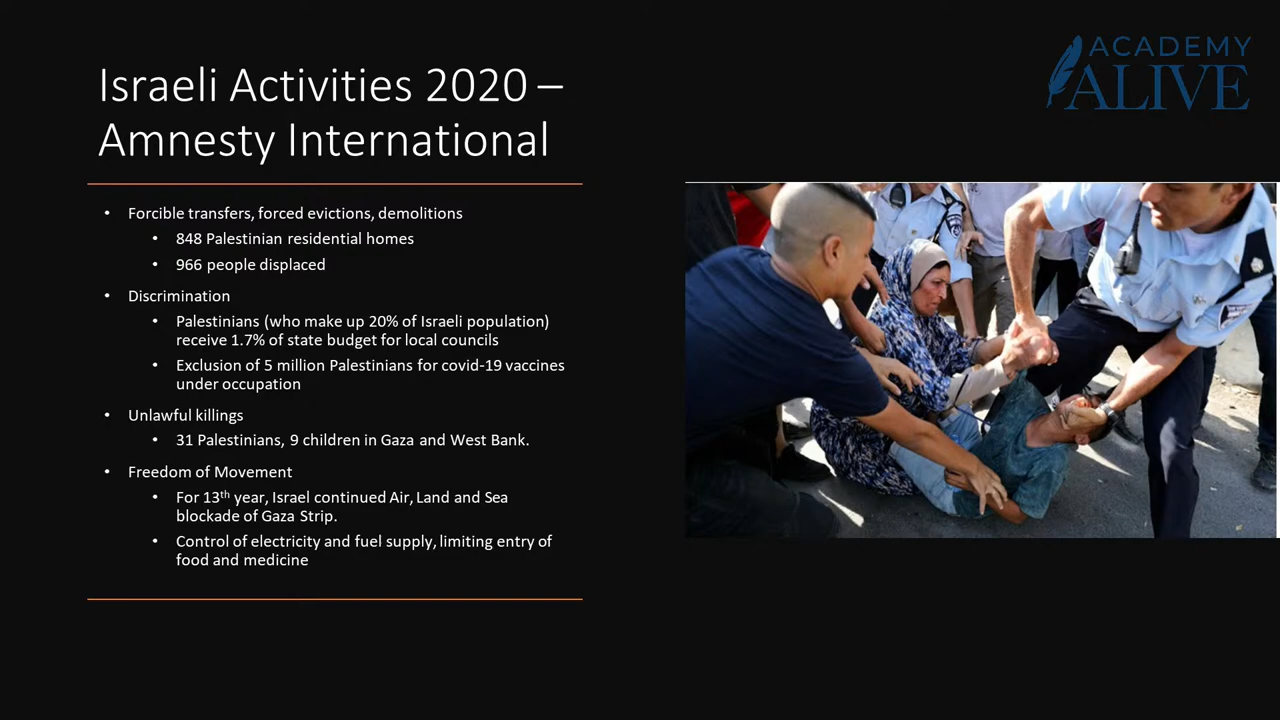 ACADEMY
ALIVE
Israeli Activities 2020 –
Amnesty International
• Forcible transfers, forced evictions, demolitions
• 848 Palestinian residential homes
• 966 people displaced
• Discrimination
• Palestinians (who make up 20% of Israeli population)
receive 1.7% of state budget for local councils
• Exclusion of 5 million Palestinians for covid-19 vaccines
under occupation
• Unlawful killings
• 31 Palestinians, 9 children in Gaza and West Bank.
• Freedom of Movement
• For 13th year, Israel continued Air, Land and Sea
blockade of Gaza Strip.
• Control of electricity and fuel supply, limiting entry of
food and medicine